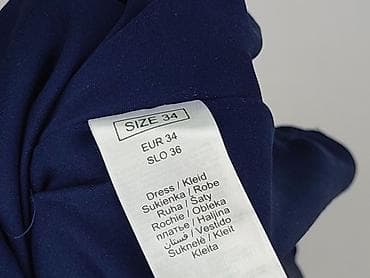 SIZE 34
EUR 34
SLO 36
Dress / Kleid
Sukienka / Robe
Ruha / Šaty
Rochie / Obleka
платье / Haljina
فستان / Vestido
Suknelė / Kleit
Kleita